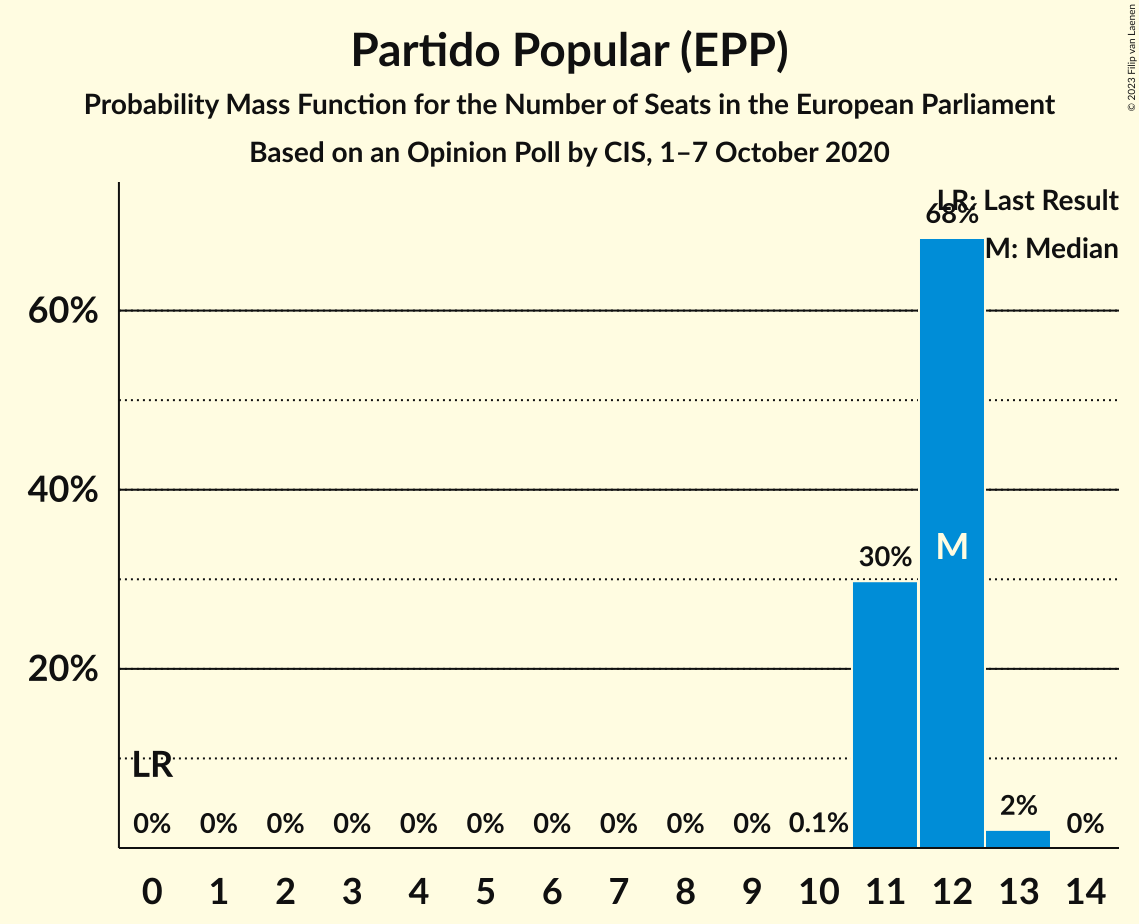 Partido Popular (EPP)
Probability Mass Function for the Number of Seats in the European Parliament
Based on an Opinion Poll by CIS, 1–7 October 2020
© 2023 Filip van Laenen
LR: Last Result
M: Median
68%
60%
40%
30%
M
20%
LR
0% 0% 0% 0% 0% 0% 0% 0% 0% 0% 0.1% 2% 0%
0 1 2 3 4 5 6 7 8 9 10 11 12 13 14